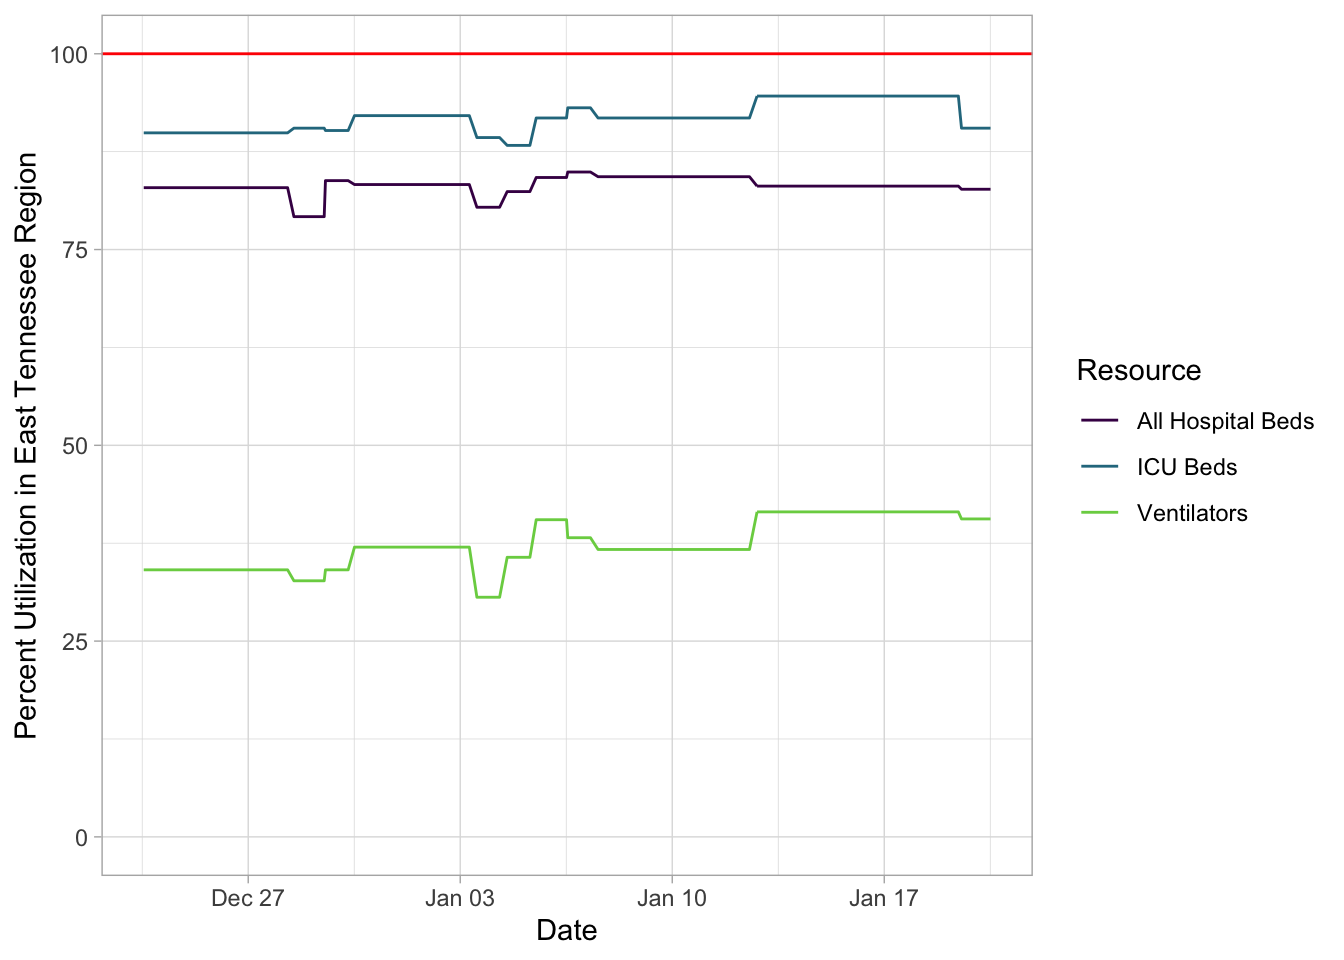 Percent Utilization in East Tennessee Region
100
75
50
25
0
Dec 27
Jan 03
Jan 10
Jan 17
Date
Resource
All Hospital Beds
ICU Beds
Ventilators